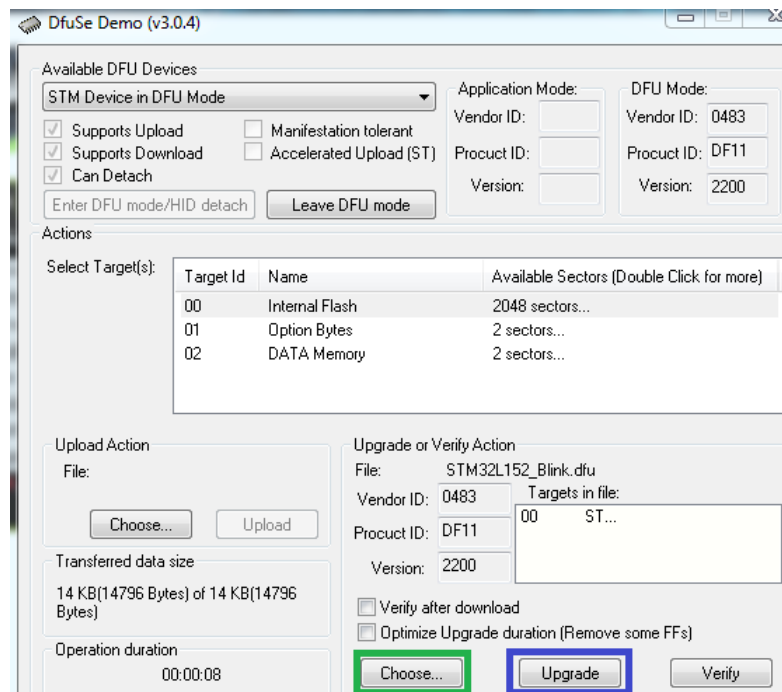 DfuSe Demo (v3.0.4)
Available DFU Devices
STM Device in DFU Mode
Supports Upload
Manifestation tolerant
Supports Download
Accelerated Upload (ST)
Can Detach
Enter DFU mode/HID detach
Leave DFU mode
Application Mode:
Vendor ID:
Procuct ID:
Version:
DFU Mode:
Vendor ID: 0483
Procuct ID: DF11
Version: 2200
Actions
Select Target(s):
Target Id Name Available Sectors (Double Click for more)
00 Internal Flash 2048 sectors...
01 Option Bytes 2 sectors...
02 DATA Memory 2 sectors...
Upload Action
File:
Choose... Upload
Transferred data size
14 KB(14796 Bytes) of 14 KB(14796
Bytes)
Operation duration
00:00:08
Upgrade or Verify Action
File: STM32L152_Blink.dfu
Vendor ID: 0483
Procuct ID: DF11
Version: 2200
Targets in file:
00 ST...
Verify after download
Optimize Upgrade duration (Remove some FFs)
Choose... Upgrade Verify